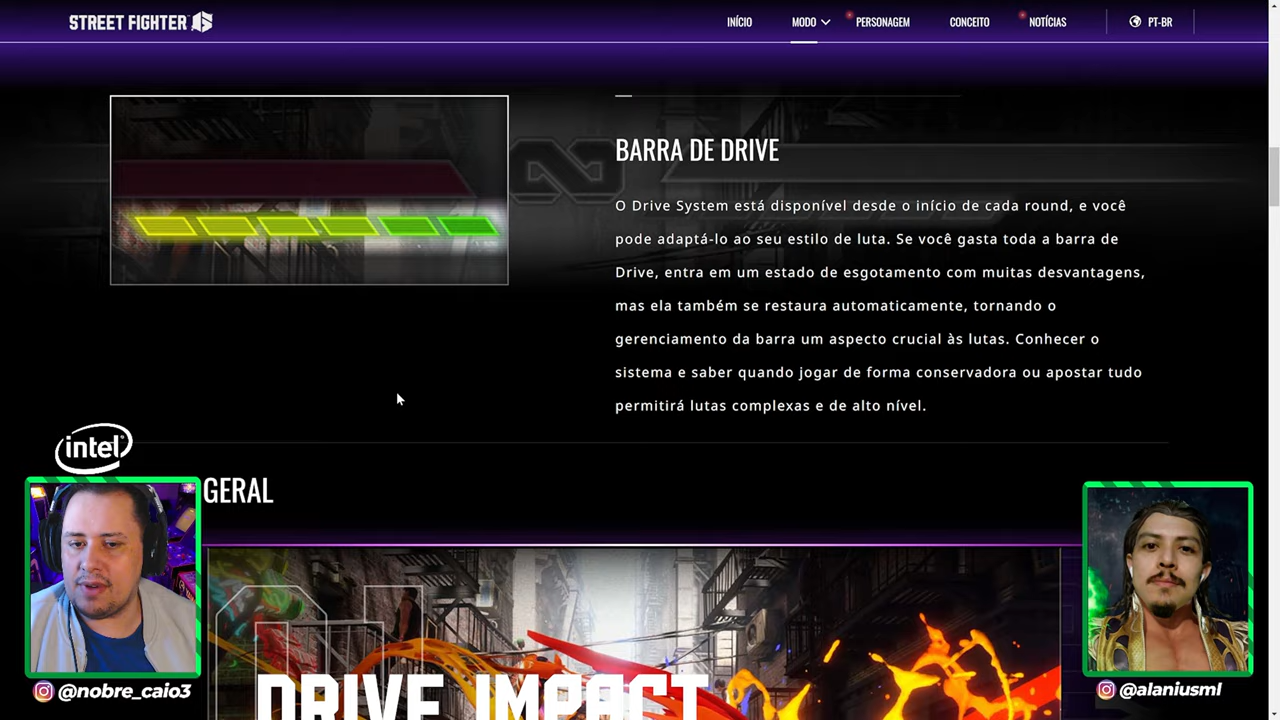 STREET FIGHTER 6
INÍCIO
MODO
PERSONAGEM
CONCEITO
NOTÍCIAS
PT-BR
BARRA DE DRIVE
O Drive System está disponível desde o início de cada round, e você
pode adaptá-lo ao seu estilo de luta. Se você gasta toda a barra de
Drive, entra em um estado de esgotamento com muitas desvantagens,
mas ela também se restaura automaticamente, tornando o
gerenciamento da barra um aspecto crucial às lutas. Conhecer o
sistema e saber quando jogar de forma conservadora ou apostar tudo
permitirá lutas complexas e de alto nível.
intel
GERAL
01
DRIVE IMPACT
@nobre_caio3
@alaniusml